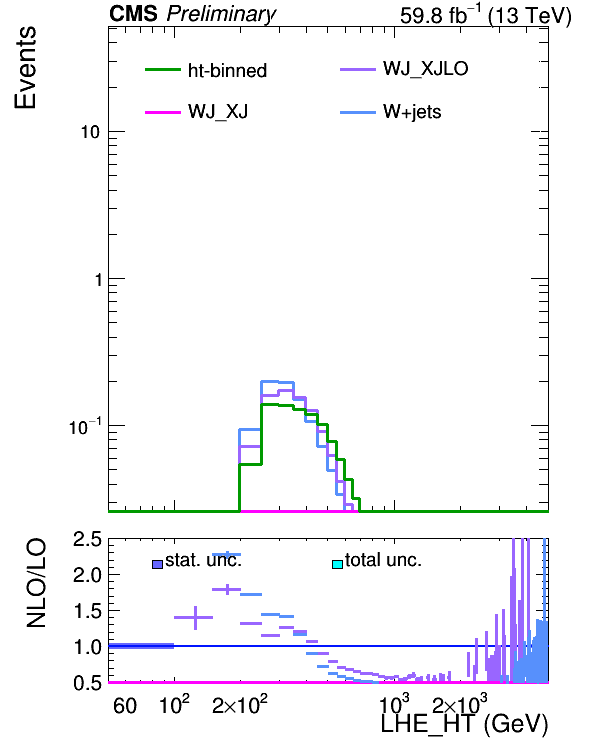 CMS Preliminary 59.8 fb⁻¹ (13 TeV)
Events
ht-binned WJ_XJLO
WJ_XJ W+jets
10
1
10⁻¹
NLO/LO
stat. unc. total unc.
2.5
2.0
1.5
1.0
0.5
60 10² 2×10² 10³ 2×10³
LHE_HT (GeV)